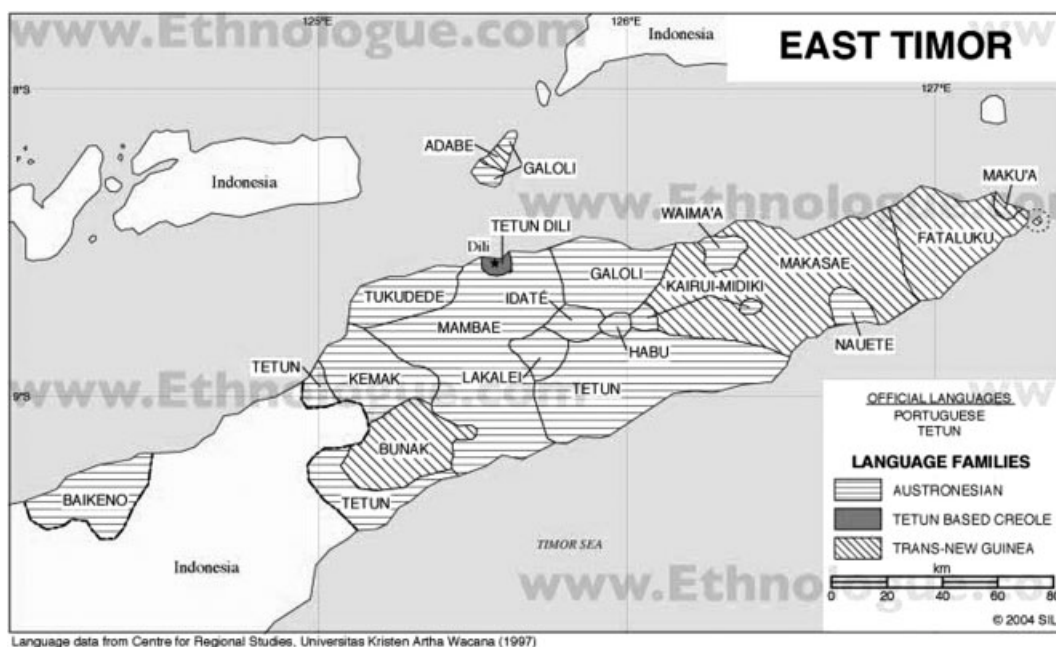 125°E
126°E
www.Ethnologue.com
Indonesia
EAST TIMOR
8°S
127°E
ADABE
GALOLI
Indonesia
MAKU'A
www.Ethnologue.com
WAIMA'A
TETUN DILI
Dili
FATALUKU
GALOLI
MAKASAE
KAIRUI-MIDIKI
TUKUDEDE
IDATÉ
MAMBAE
HABU
NAUETE
TETUN
KEMAK
LAKALEI
TETUN
9°S
www.Ethnologue.com
BUNAK
BAIKENO
TETUN
TIMOR SEA
Indonesia
www.Ethnologue.com
OFFICIAL LANGUAGES
PORTUGUESE
TETUN
LANGUAGE FAMILIES
AUSTRONESIAN
TETUN BASED CREOLE
TRANS-NEW GUINEA
km
0 20 40 60 80
© 2004 SIL
Language data from Centre for Regional Studies, Universitas Kristen Artha Wacana (1997)